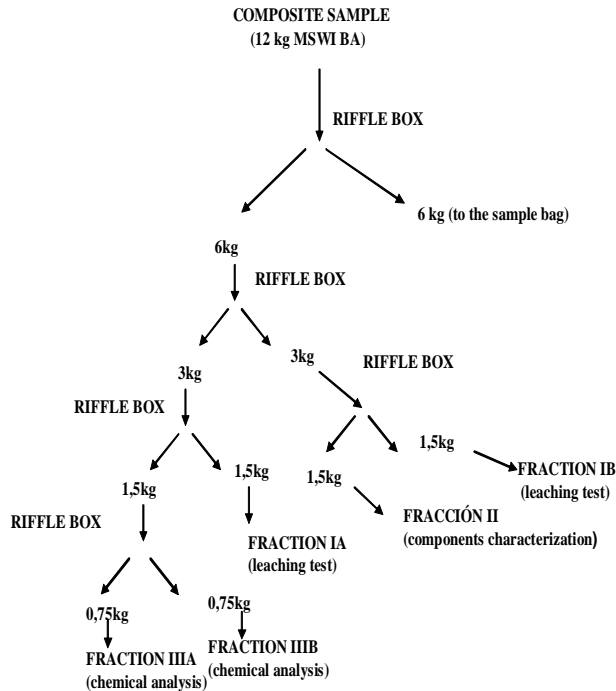 COMPOSITE SAMPLE
(12 kg MSWI BA)
RIFFLE BOX
6 kg (to the sample bag)
6kg
RIFFLE BOX
3kg
3kg
RIFFLE BOX
RIFFLE BOX
1,5kg
1,5kg
1,5kg
1,5kg
FRACTION IB
(leaching test)
RIFFLE BOX
FRACCIÓN II
(components characterization)
FRACTION IA
(leaching test)
0,75kg
0,75kg
FRACTION IIIA
(chemical analysis)
FRACTION IIIB
(chemical analysis)